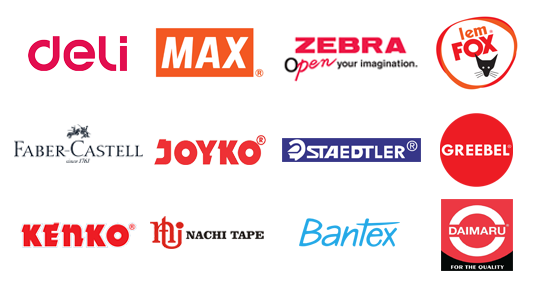 deli
MAX®
ZEBRA
Open your imagination.
lem
FOX
FABER-CASTELL
since 1761
JOYKO®
STAEDTLER®
GREEBEL®
KENKO®
NACHI TAPE
Bantex
DAIMARU®
FOR THE QUALITY